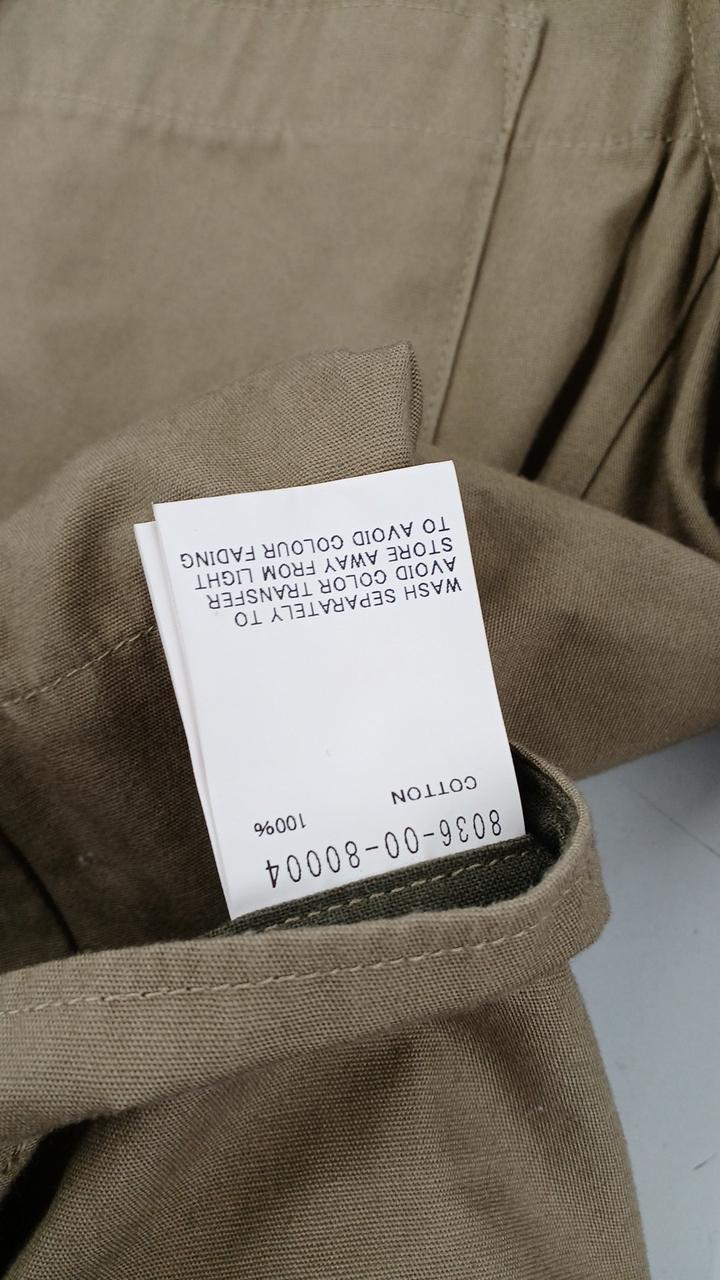 8036-00-80004
COTTON 100%
WASH SEPARATELY TO
AVOID COLOR TRANSFER
STORE AWAY FROM LIGHT
TO AVOID COLOUR FADING